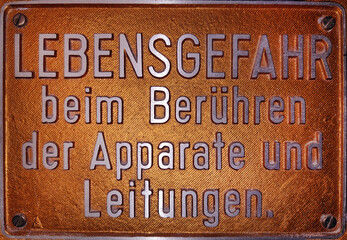 LEBENSGEFAHR
beim Berühren
der Apparate und
Leitungen.